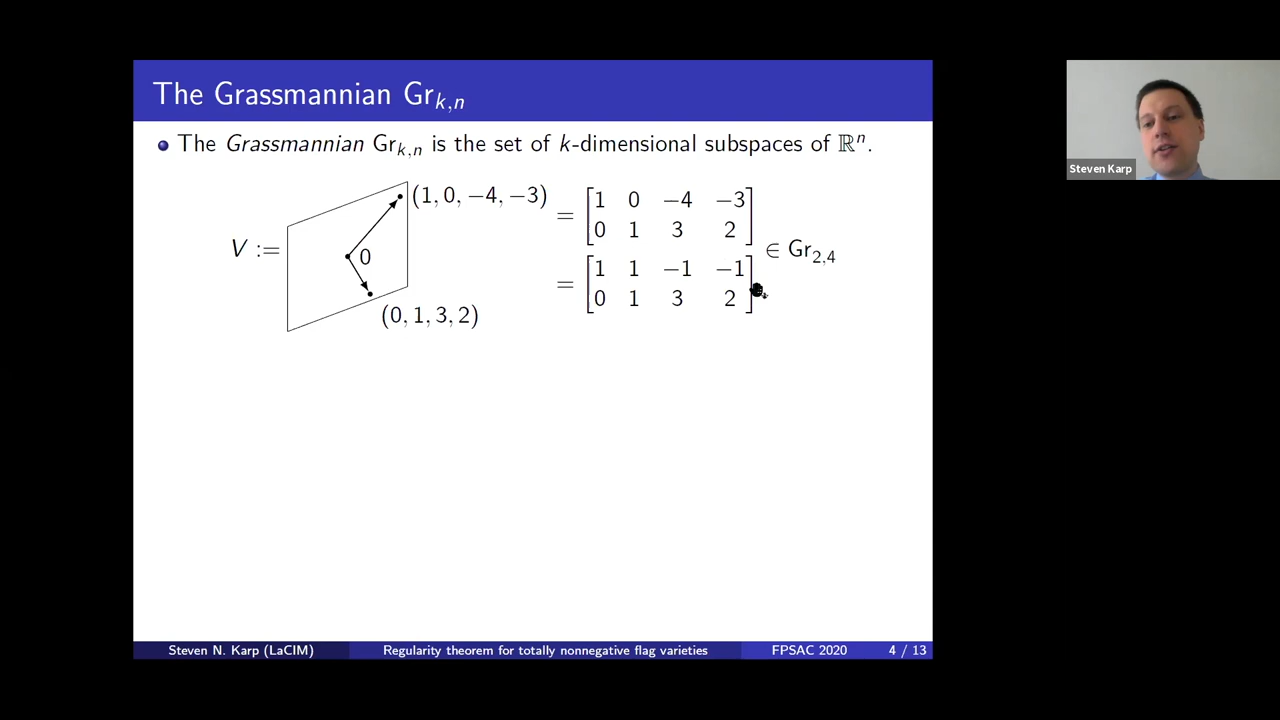 The Grassmannian Gr_{k,n}
The Grassmannian Gr_{k,n} is the set of k-dimensional subspaces of ℝⁿ.
V :=
0
(1, 0, −4, −3)
(0, 1, 3, 2)
= [1 0 −4 −3
0 1 3 2]
= [1 1 −1 −1
0 1 3 2]
∈ Gr_{2,4}
Steven Karp
Steven N. Karp (LaCIM) Regularity theorem for totally nonnegative flag varieties FPSAC 2020 4 / 13